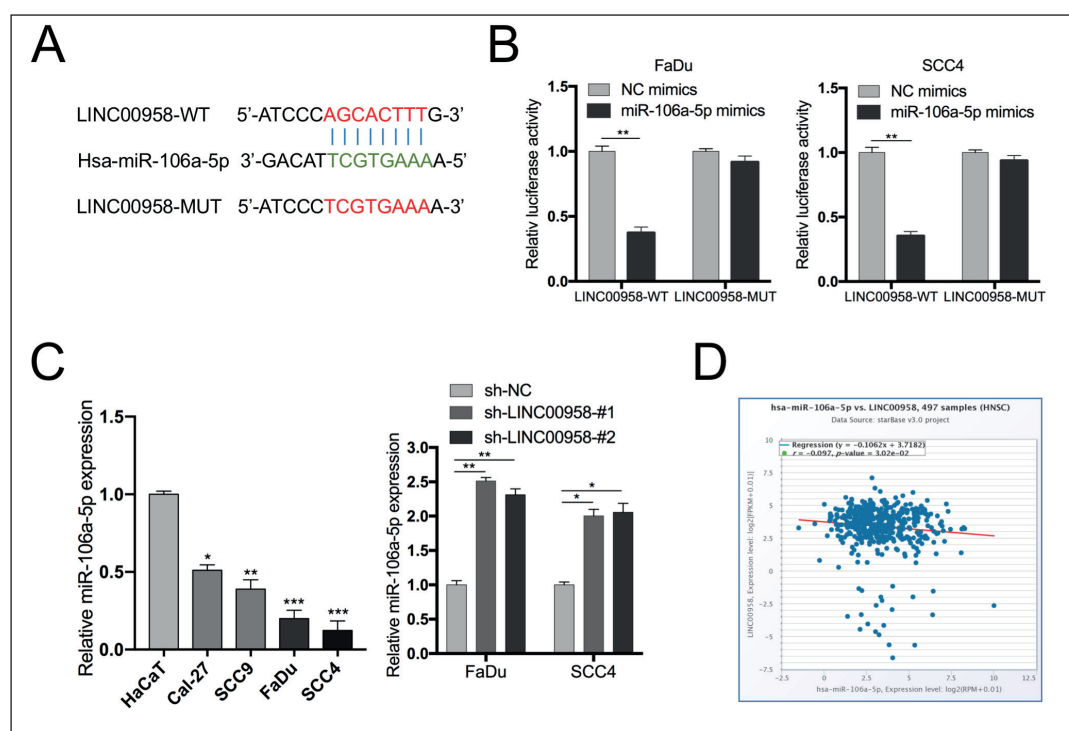 A
LINC00958-WT 5'-ATCCCAGCACTTTG-3'
Hsa-miR-106a-5p 3'-GACATTCGTGAAAA-5'
LINC00958-MUT 5'-ATCCCTCGTGAAAA-3'
B
FaDu
NC mimics
miR-106a-5p mimics
Relativ luciferase activity
1.5
1.0
0.5
0.0
**
LINC00958-WT LINC00958-MUT
SCC4
NC mimics
miR-106a-5p mimics
Relativ luciferase activity
1.5
1.0
0.5
0.0
**
LINC00958-WT LINC00958-MUT
C
Relative miR-106a-5p expression
1.5
1.0
0.5
0.0
*
**
***
***
HaCaT
Cal-27
SCC9
FaDu
SCC4
sh-NC
sh-LINC00958-#1
sh-LINC00958-#2
Relative miR-106a-5p expression
3.0
2.5
2.0
1.5
1.0
0.5
0.0
**
**
*
*
FaDu SCC4
D
hsa-miR-106a-5p vs. LINC00958, 497 samples (HNSC)
Data Source: starBase v3.0 project
Regression (y = -0.1062x + 3.7182)
r = -0.097, p-value = 3.02e-02
LINC00958, Expression level: log2(FPKM+0.01)
10
7.5
5
2.5
0
-2.5
-5
-7.5
-2.5 0 2.5 5 7.5 10 12.5
hsa-miR-106a-5p, Expression level: log2(RPM+0.01)